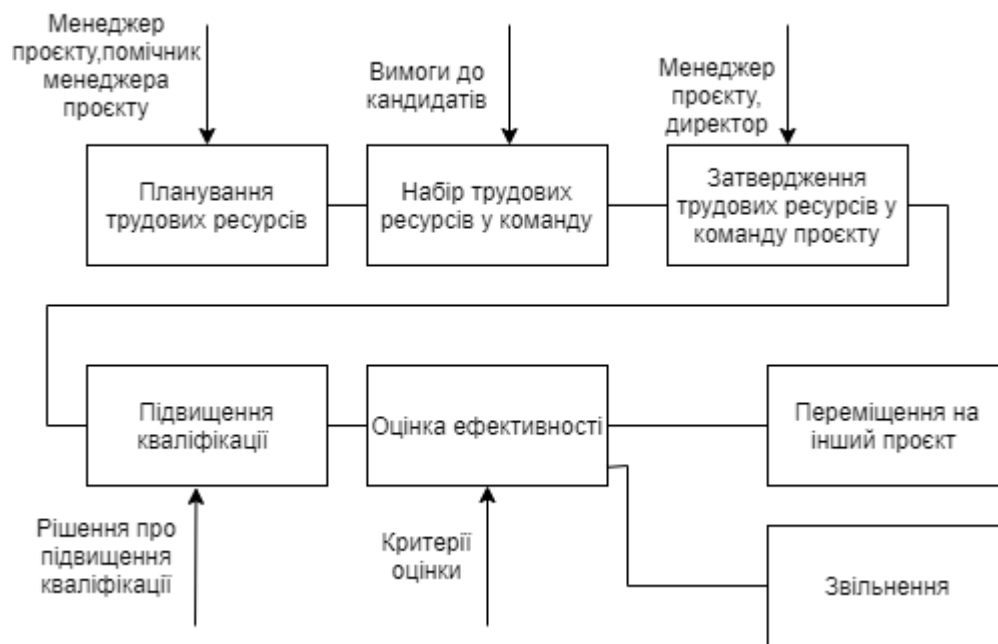 Менеджер
проєкту,помічник
менеджера
проєкту
Вимоги до
кандидатів
Менеджер
проєкту,
директор
Планування
трудових ресурсів
Набір трудових
ресурсів у команду
Затвердження
трудових ресурсів у
команду проєкту
Підвищення
кваліфікації
Оцінка ефективності
Переміщення на
інший проєкт
Рішення про
підвищення
кваліфікації
Критерії
оцінки
Звільнення